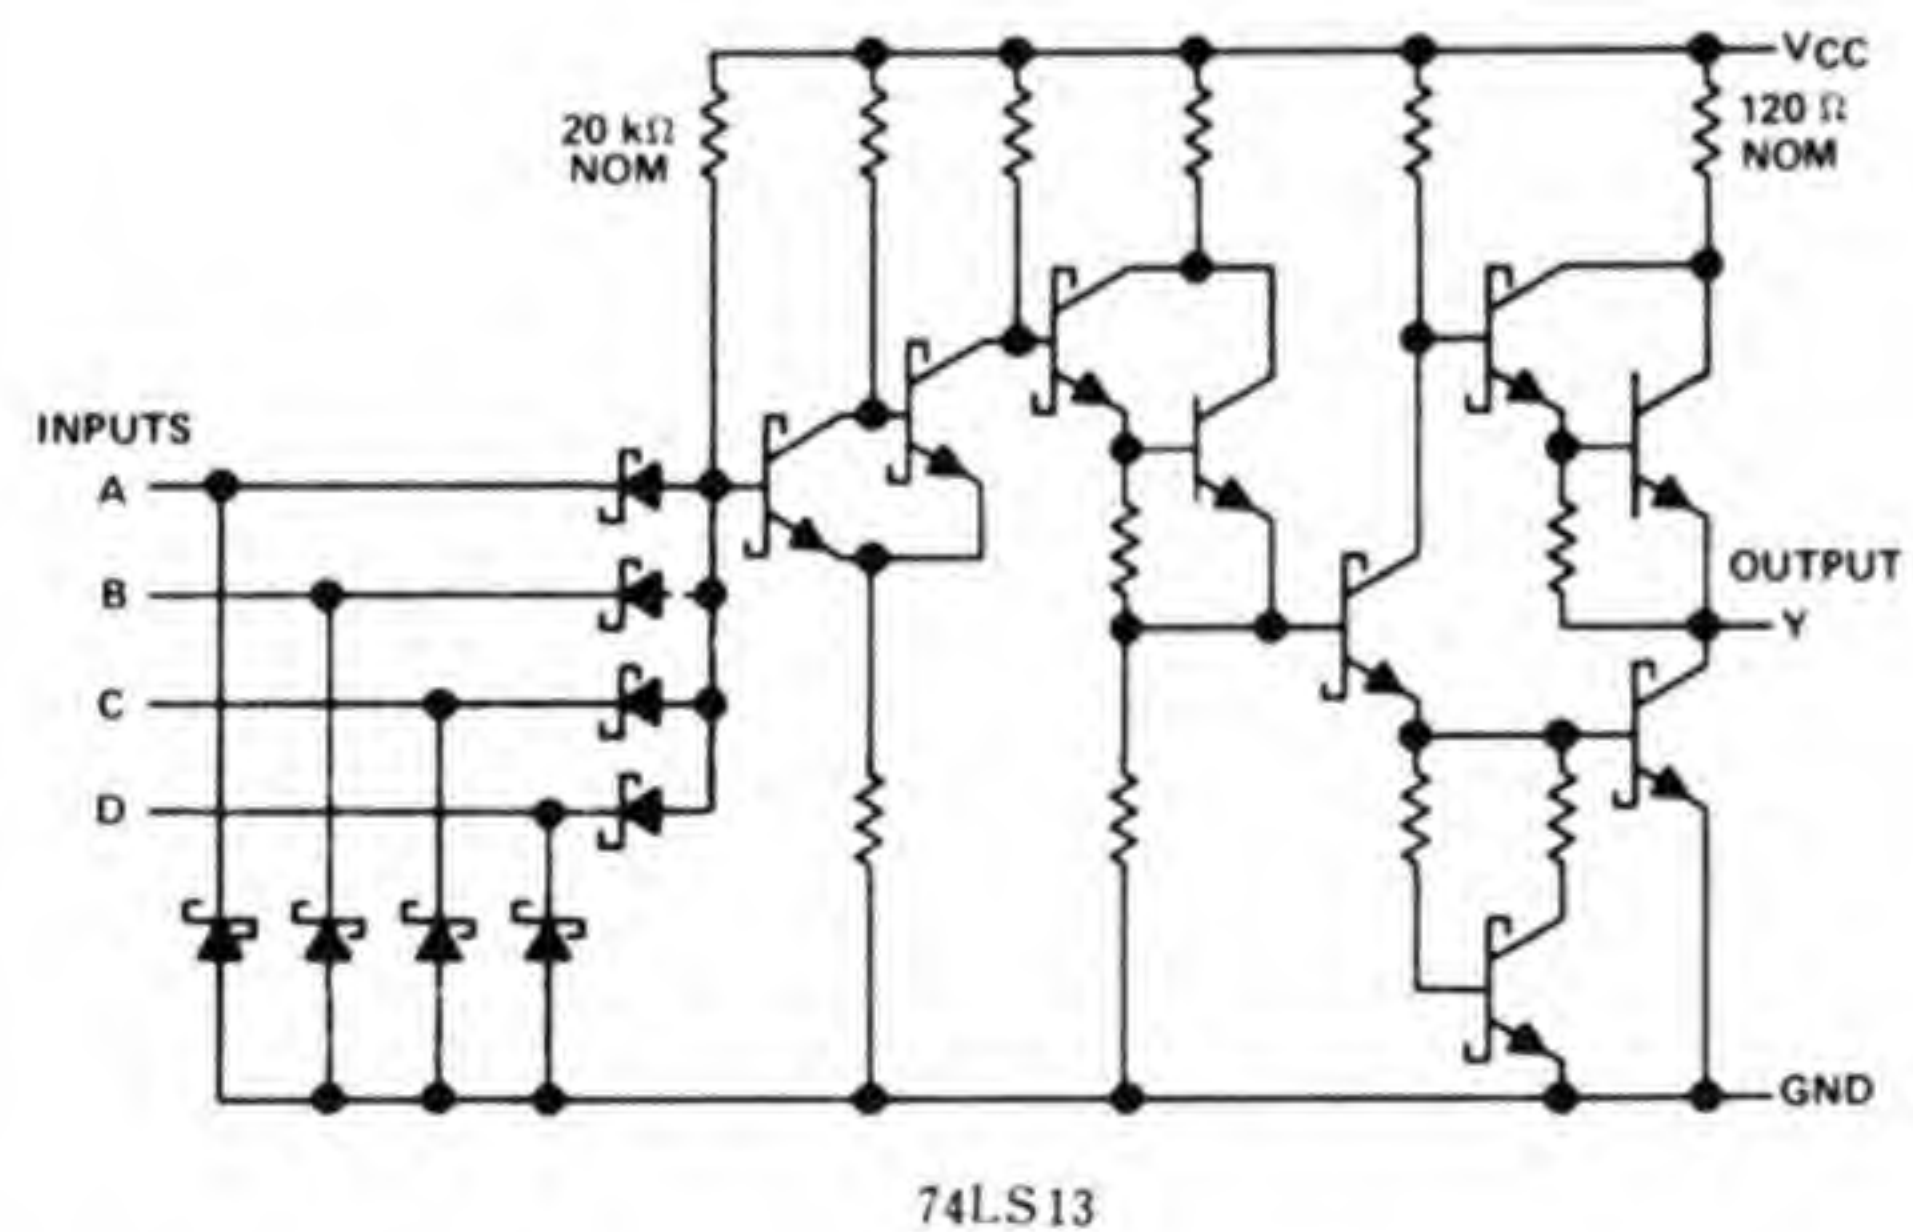 VCC
20 kΩ
NOM
120 Ω
NOM
INPUTS
A
B
C
D
OUTPUT
Y
GND
74LS13